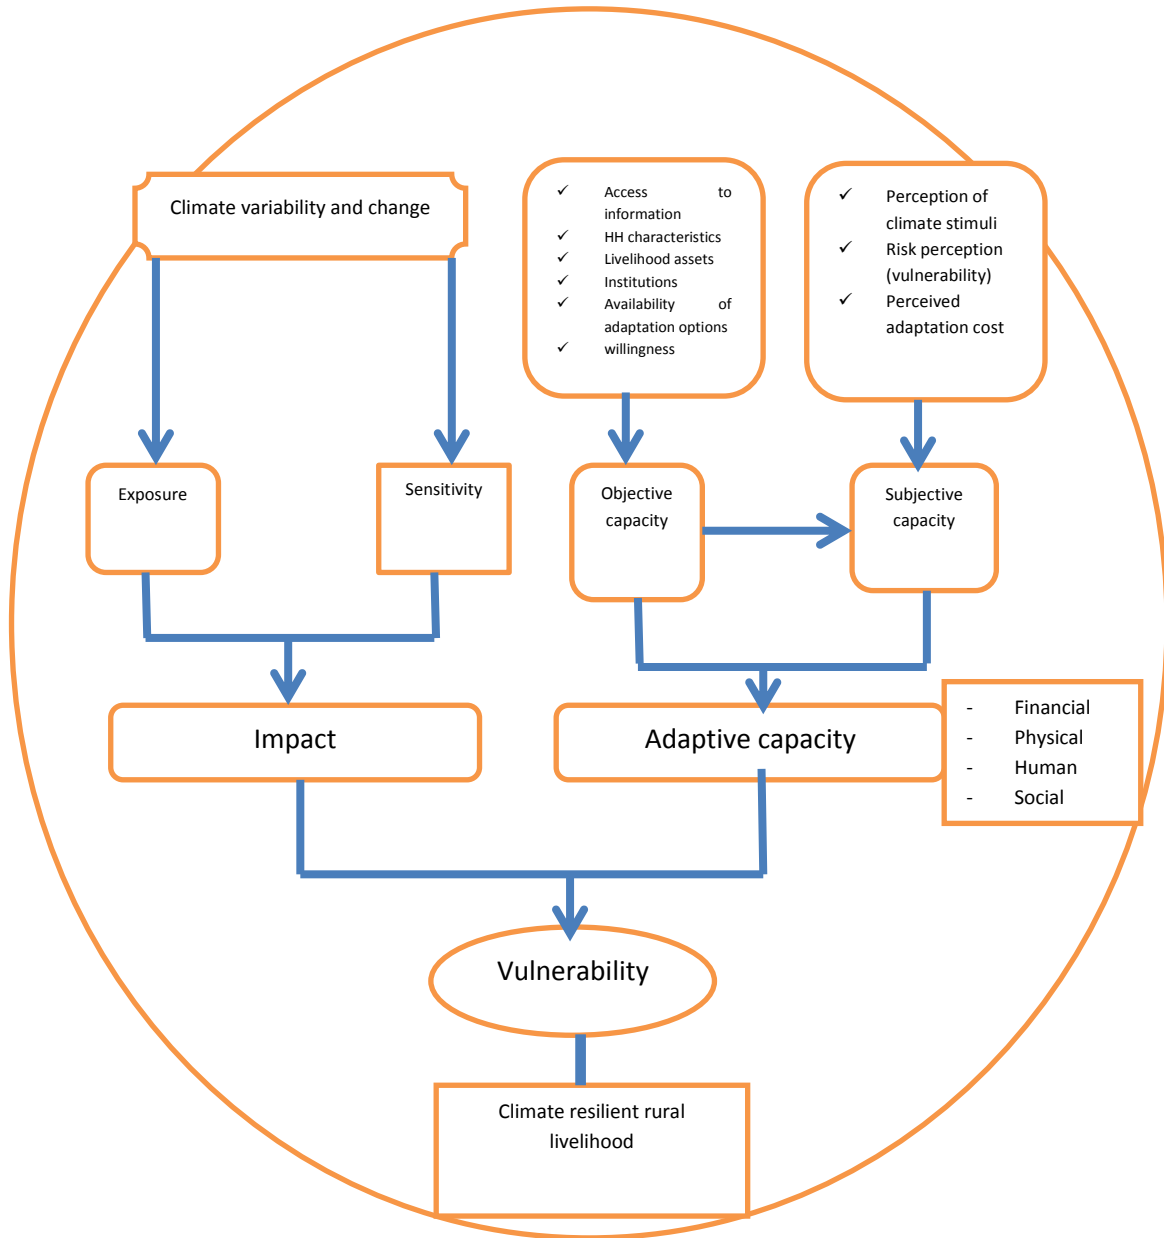 Climate variability and change
✓ Access to
information
✓ HH characteristics
✓ Livelihood assets
✓ Institutions
✓ Availability of
adaptation options
✓ willingness
✓ Perception of
climate stimuli
✓ Risk perception
(vulnerability)
✓ Perceived
adaptation cost
Exposure
Sensitivity
Objective
capacity
Subjective
capacity
Impact
Adaptive capacity
- Financial
- Physical
- Human
- Social
Vulnerability
Climate resilient rural
livelihood